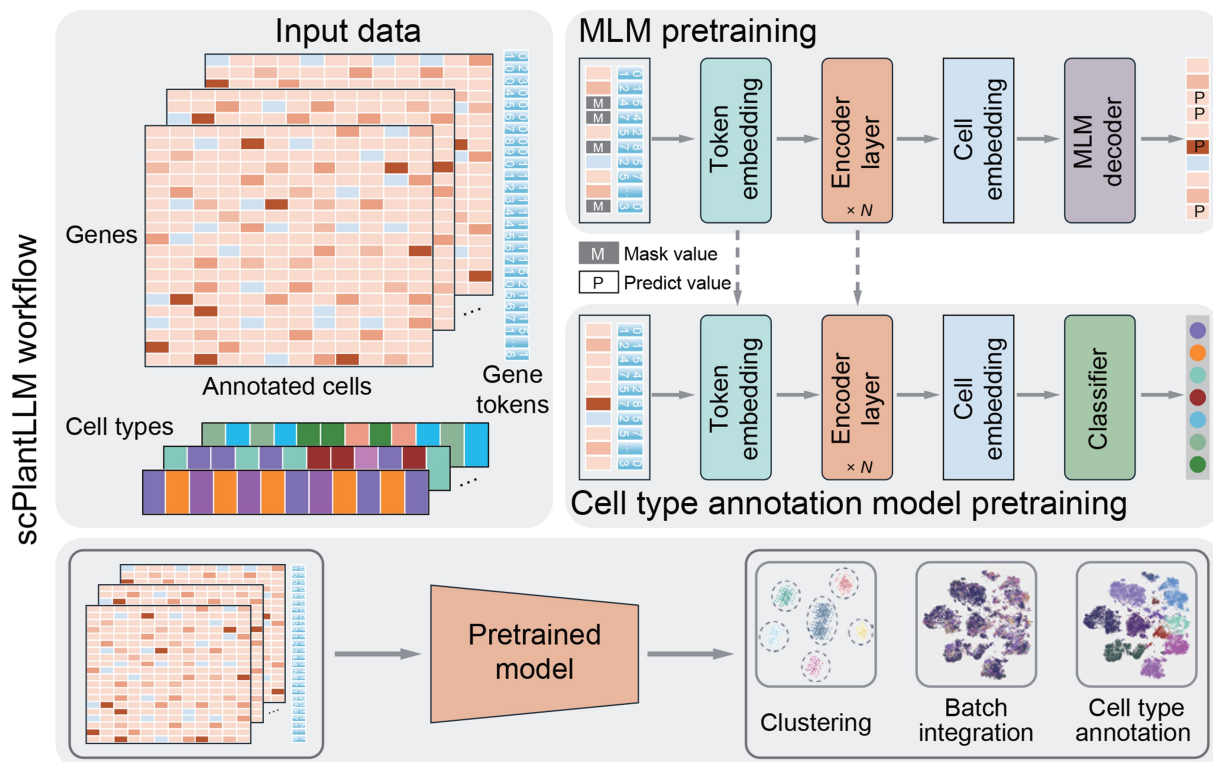 scPlantLLM workflow
Input data
Genes
Annotated cells
Gene
tokens
Cell types
...
...
MLM pretraining
M
M
M
M
Token
embedding
Encoder
layer
× N
Cell
embedding
MLM
decoder
P
P
P
P
M Mask value
P Predict value
Token
embedding
Encoder
layer
× N
Cell
embedding
Classifier
Cell type annotation model pretraining
...
Pretrained
model
Clustering
Batch
integration
Cell type
annotation